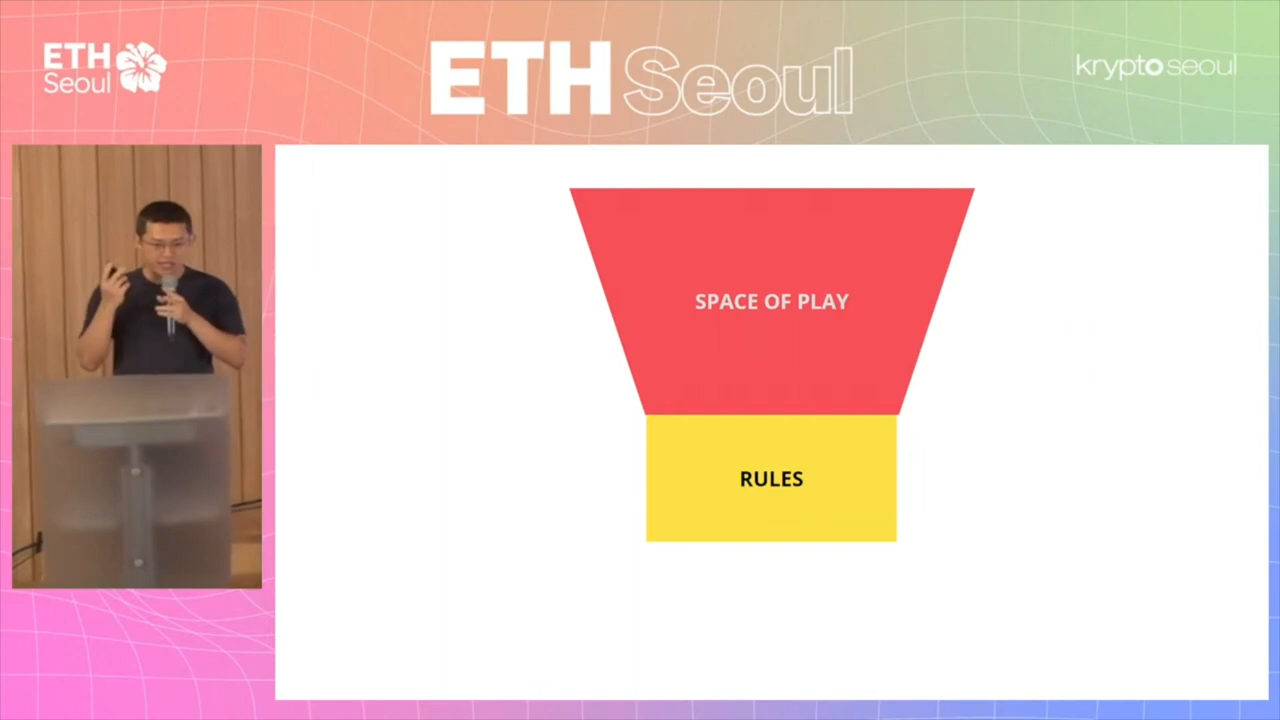 ETH
Seoul
ETH Seoul
krypto seoul
SPACE OF PLAY
RULES